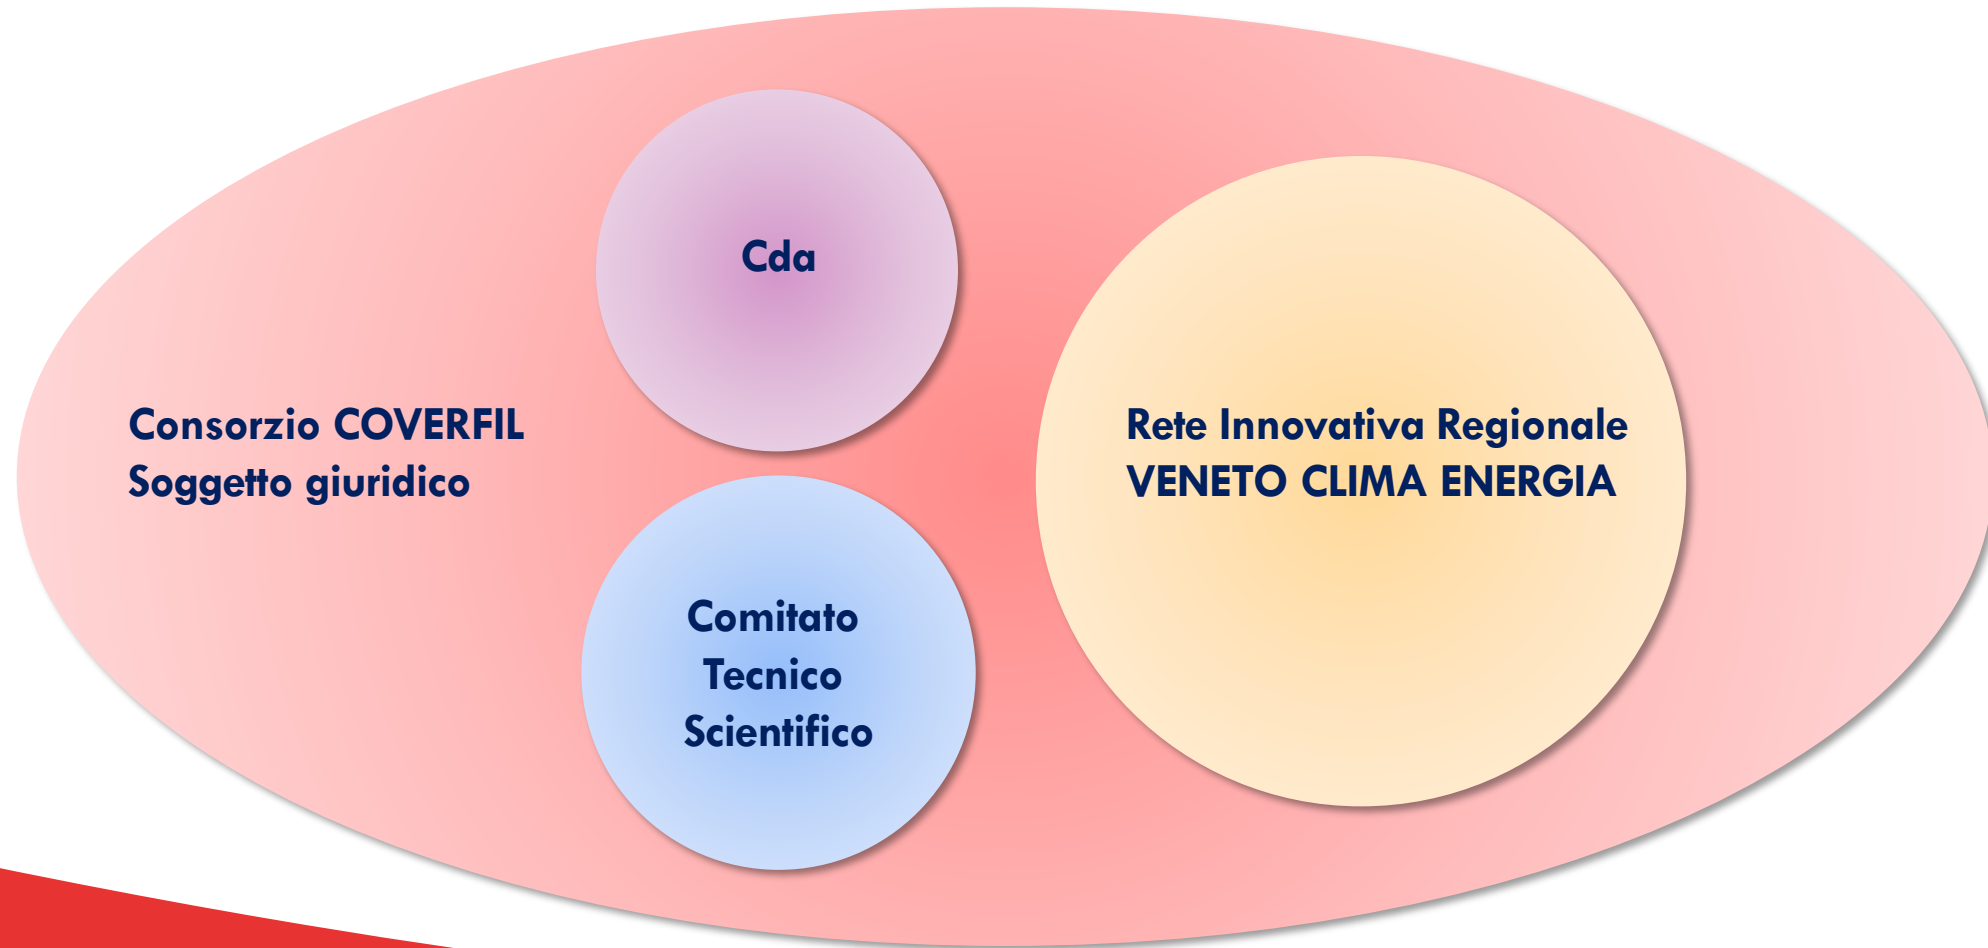 Cda
Consorzio COVERFIL
Soggetto giuridico
Rete Innovativa Regionale
VENETO CLIMA ENERGIA
Comitato
Tecnico
Scientifico